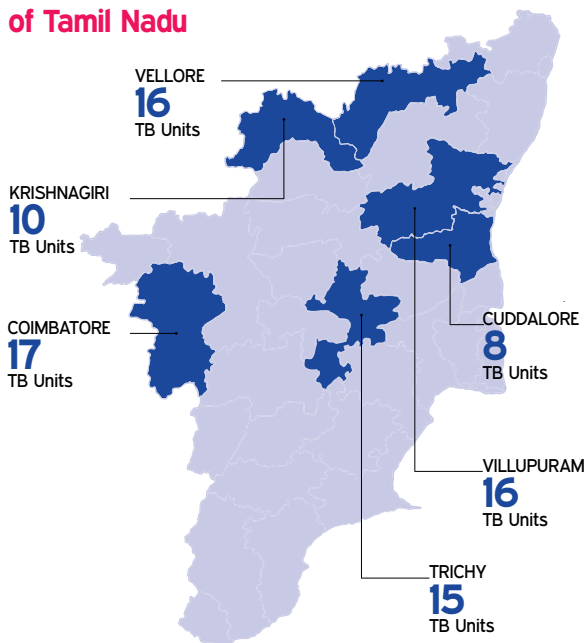 of Tamil Nadu
VELLORE
16
TB Units
KRISHNAGIRI
10
TB Units
COIMBATORE
17
TB Units
CUDDALORE
8
TB Units
VILLUPURAM
16
TB Units
TRICHY
15
TB Units